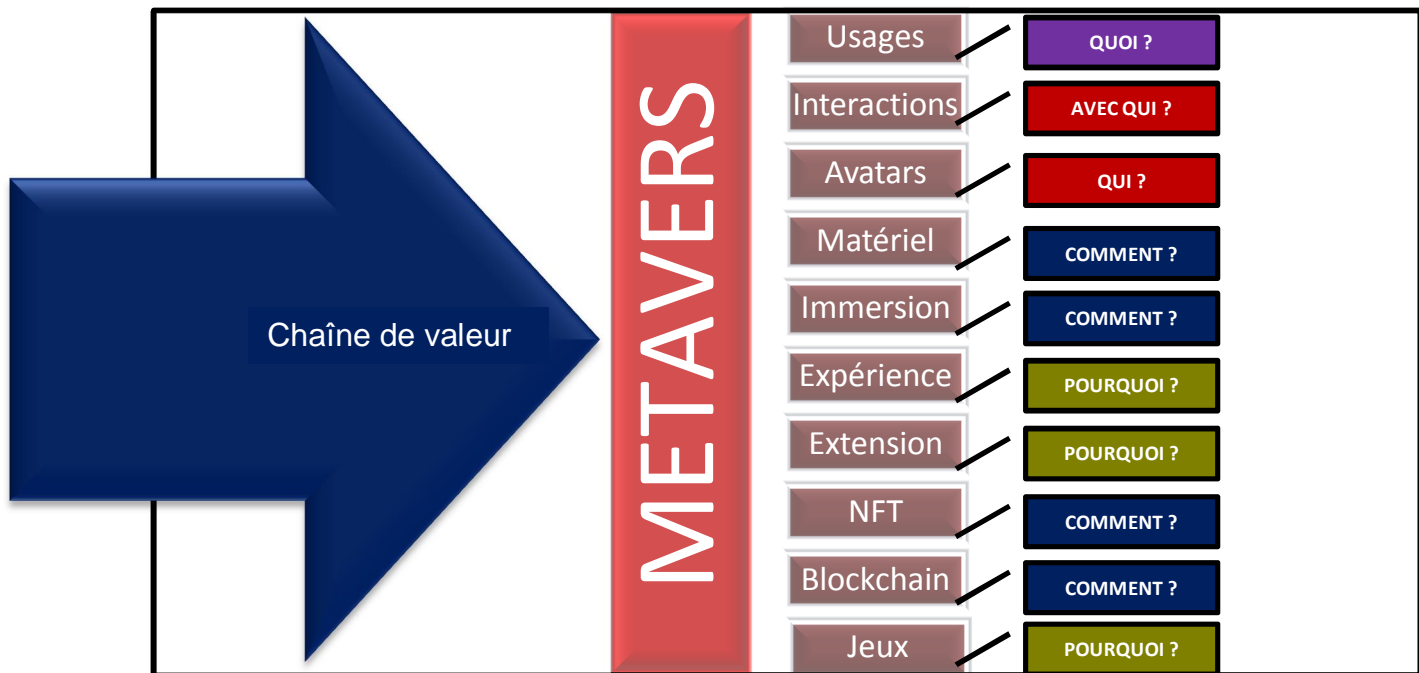 Chaîne de valeur
METAVERS
Usages
QUOI ?
Interactions
AVEC QUI ?
Avatars
QUI ?
Matériel
COMMENT ?
Immersion
COMMENT ?
Expérience
POURQUOI ?
Extension
POURQUOI ?
NFT
COMMENT ?
Blockchain
COMMENT ?
Jeux
POURQUOI ?